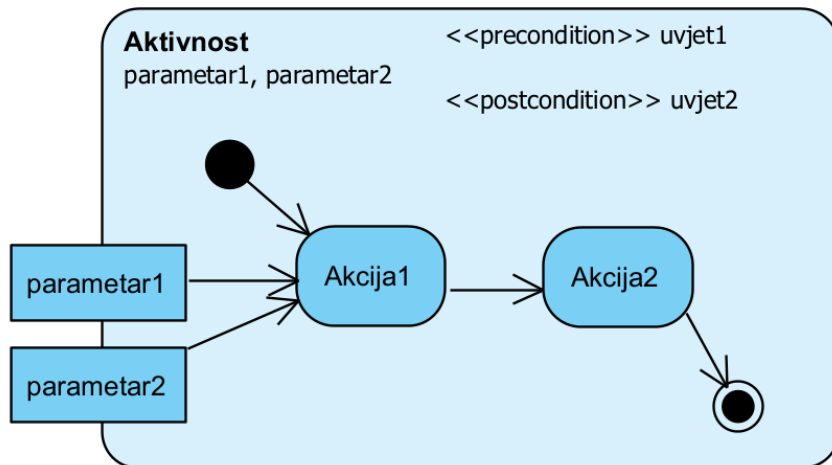 Aktivnost
parametar1, parametar2
<<precondition>> uvjet1
<<postcondition>> uvjet2
parametar1
parametar2
Akcija1
Akcija2